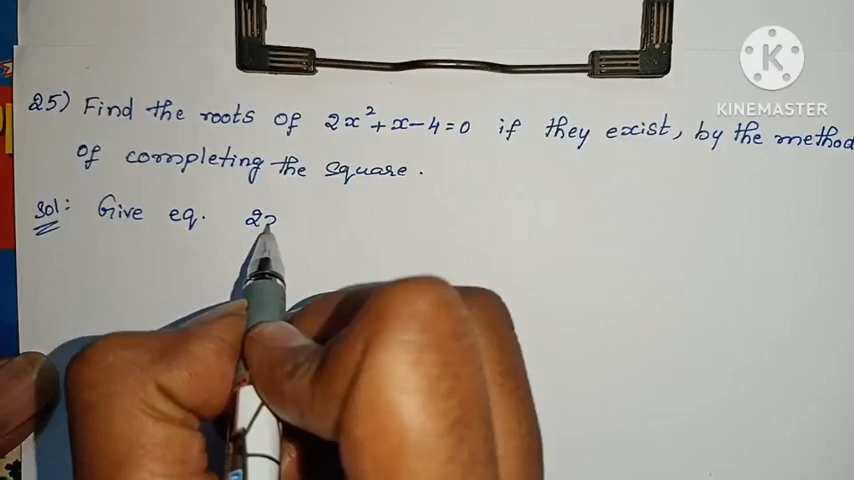 25) Find the roots of 2x²+x-4=0 if they exist, by the method
of completing the square.
Sol: Give eq. 2
K
KINEMASTER